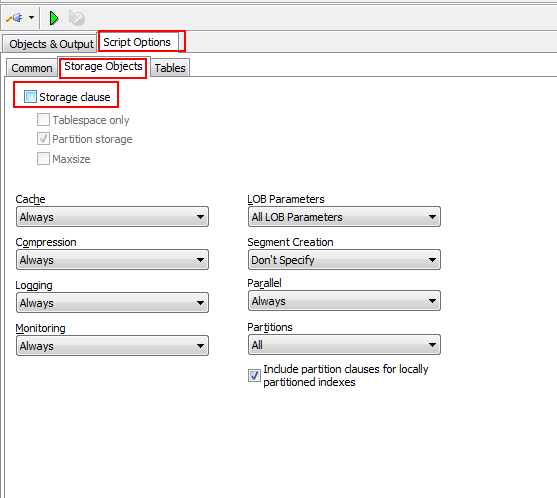 Objects & Output Script Options
Common Storage Objects Tables
Storage clause
Tablespace only
Partition storage
Maxsize
Cache
Always
Compression
Always
Logging
Always
Monitoring
Always
LOB Parameters
All LOB Parameters
Segment Creation
Don't Specify
Parallel
Always
Partitions
All
Include partition clauses for locally
partitioned indexes